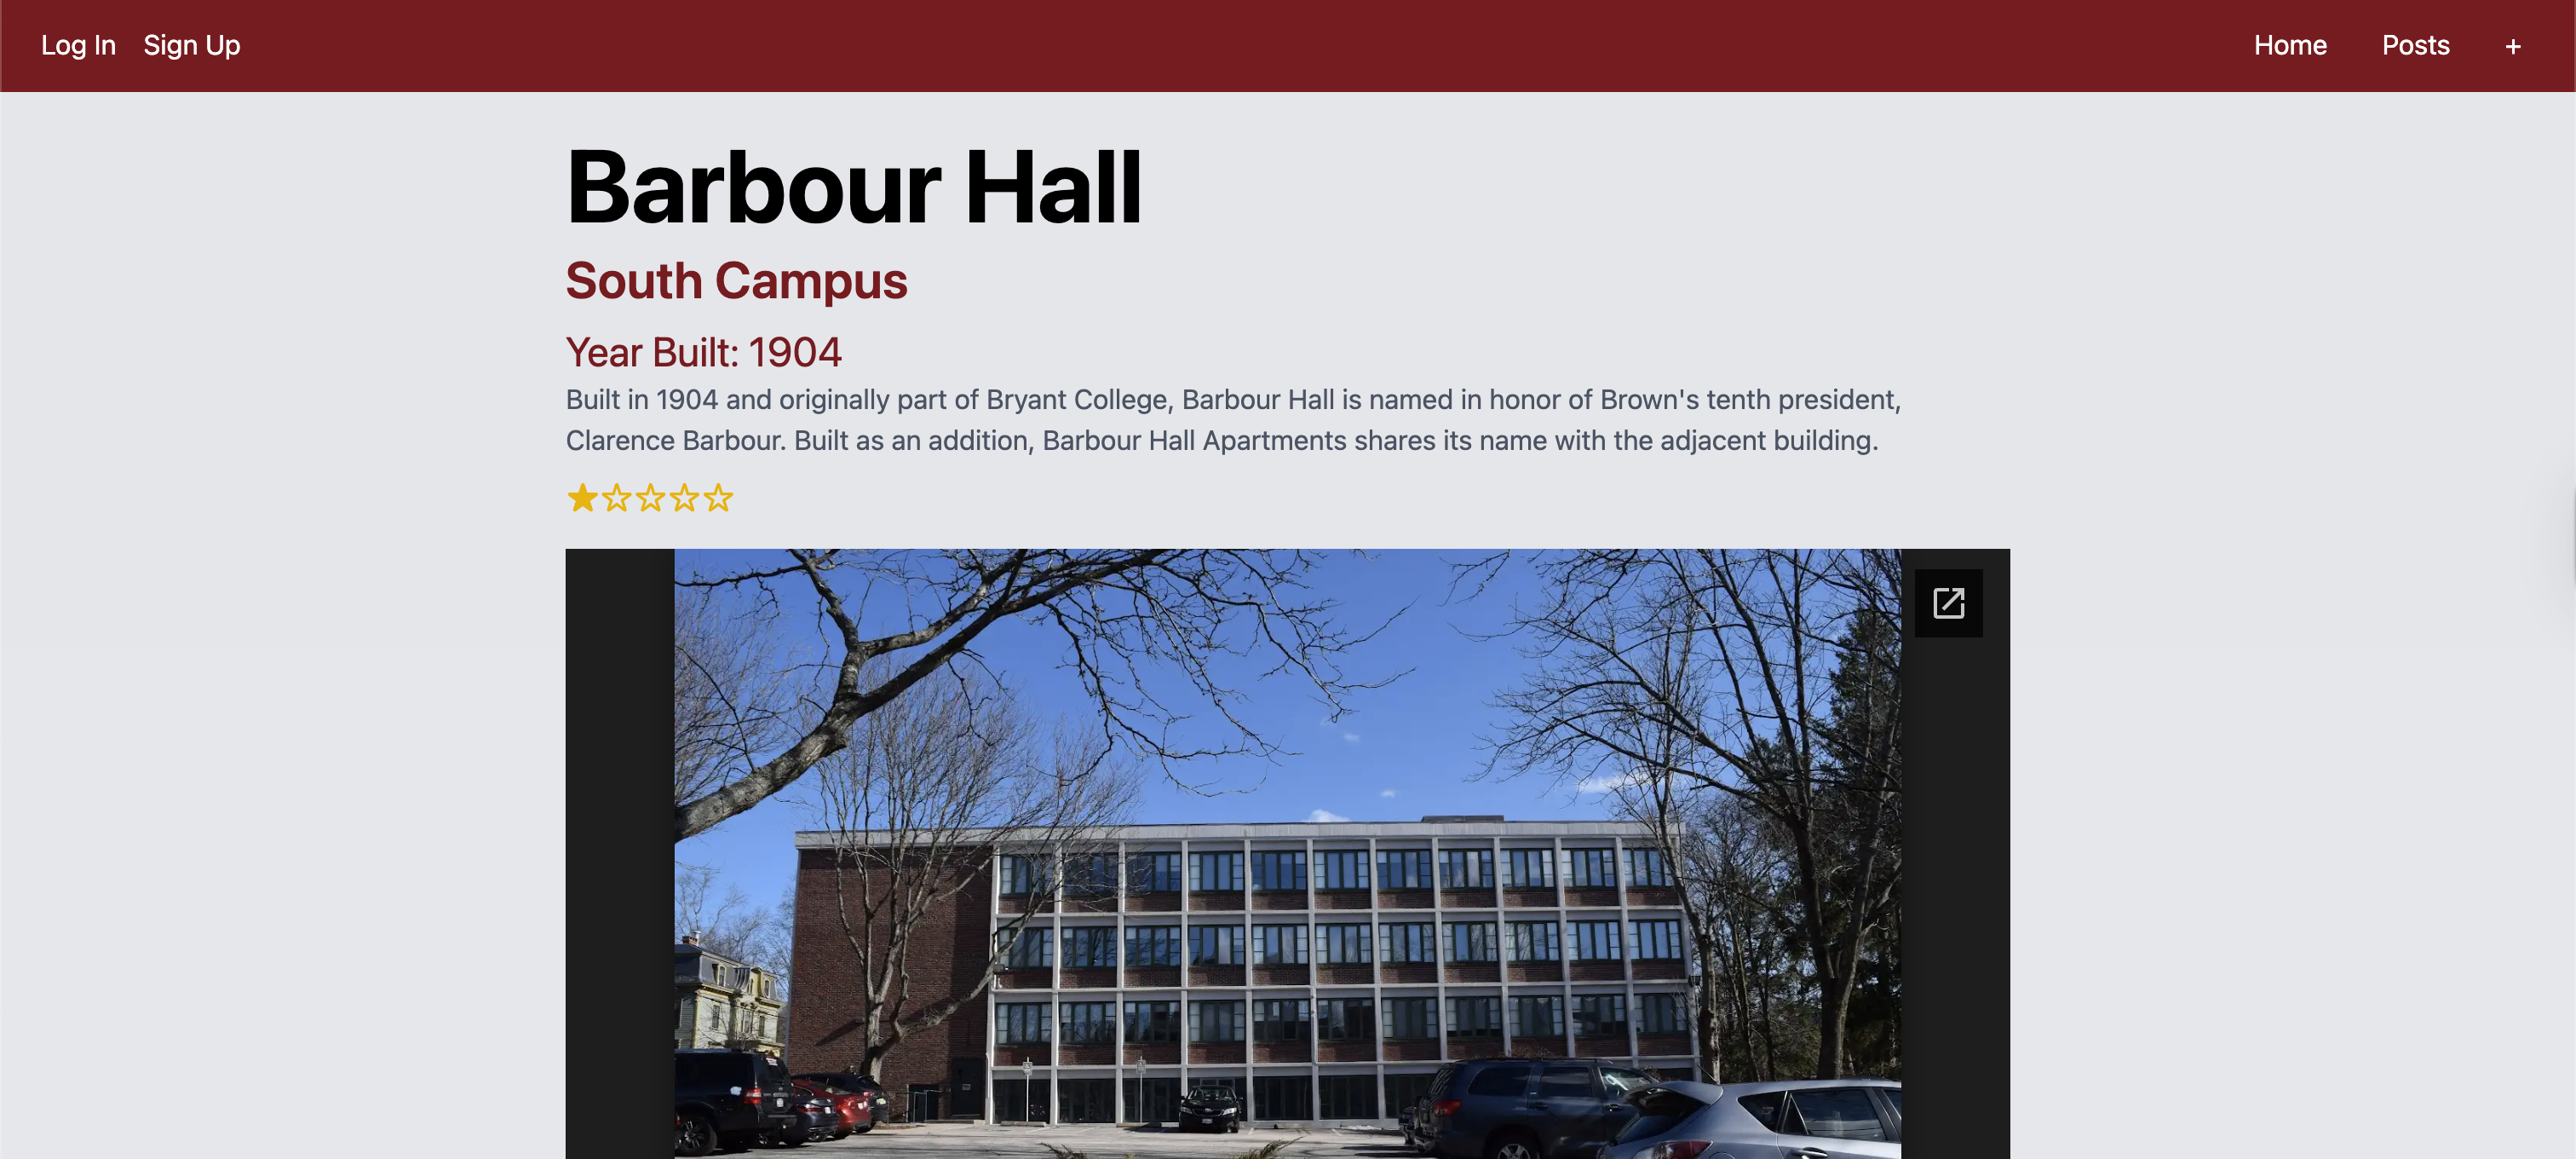 Log In Sign Up Home Posts +
Barbour Hall
South Campus
Year Built: 1904
Built in 1904 and originally part of Bryant College, Barbour Hall is named in honor of Brown's tenth president,
Clarence Barbour. Built as an addition, Barbour Hall Apartments shares its name with the adjacent building.